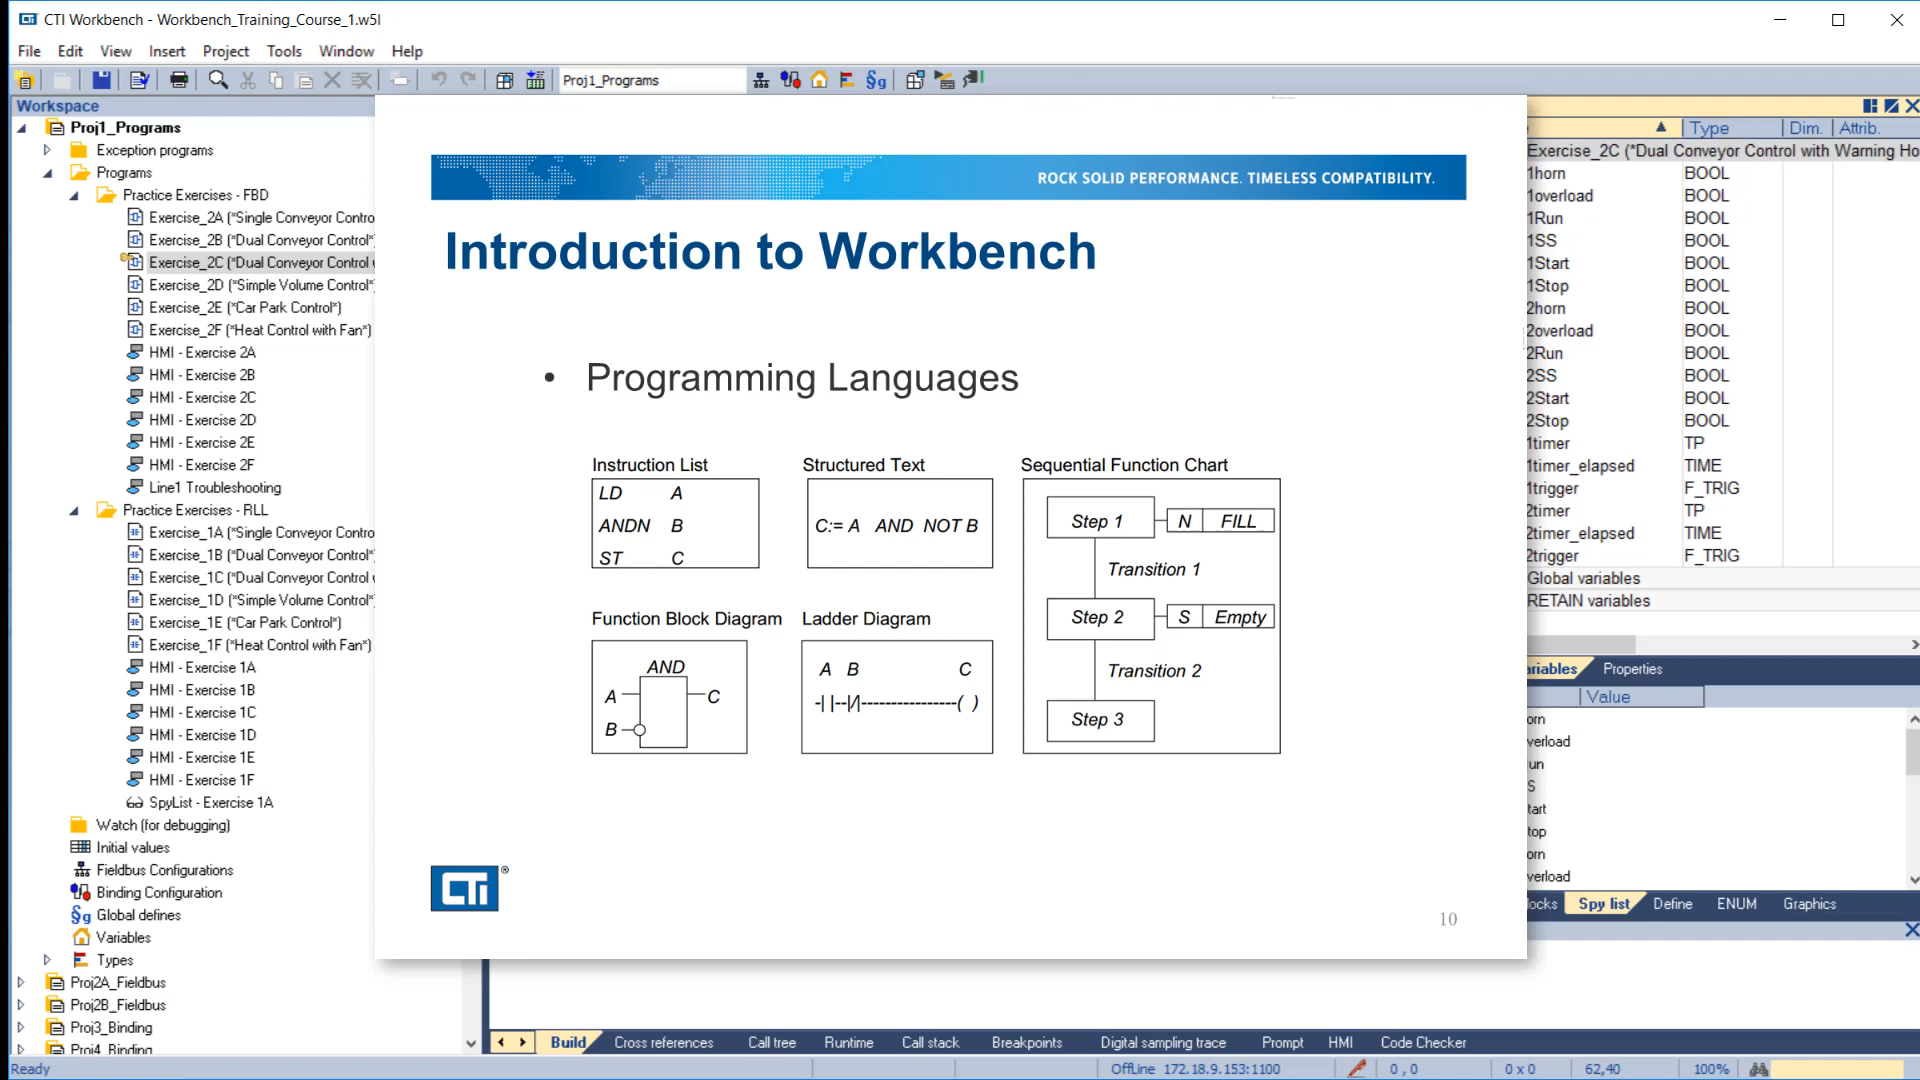 CTI Workbench - Workbench_Training_Course_1.w5l
File Edit View Insert Project Tools Window Help
Proj1_Programs
Workspace
Proj1_Programs
Exception programs
Programs
Practice Exercises - FBD
Exercise_2A (*Single Conveyor Contro
Exercise_2B (*Dual Conveyor Control*
Exercise_2C (*Dual Conveyor Control
Exercise_2D (*Simple Volume Control*
Exercise_2E (*Car Park Control*)
Exercise_2F (*Heat Control with Fan*)
HMI - Exercise 2A
HMI - Exercise 2B
HMI - Exercise 2C
HMI - Exercise 2D
HMI - Exercise 2E
HMI - Exercise 2F
Line1 Troubleshooting
Practice Exercises - RLL
Exercise_1A (*Single Conveyor Contro
Exercise_1B (*Dual Conveyor Control*
Exercise_1C (*Dual Conveyor Control
Exercise_1D (*Simple Volume Control*
Exercise_1E (*Car Park Control*)
Exercise_1F (*Heat Control with Fan*)
HMI - Exercise 1A
HMI - Exercise 1B
HMI - Exercise 1C
HMI - Exercise 1D
HMI - Exercise 1E
HMI - Exercise 1F
SpyList - Exercise 1A
Watch (for debugging)
Initial values
Fieldbus Configurations
Binding Configuration
Global defines
Variables
Types
Proj2A_Fieldbus
Proj2B_Fieldbus
Proj3_Binding
Proj4_Binding
ROCK SOLID PERFORMANCE. TIMELESS COMPATIBILITY.
Introduction to Workbench
• Programming Languages
Instruction List
LD A
ANDN B
ST C
Structured Text
C:= A AND NOT B
Sequential Function Chart
Step 1 N FILL
Transition 1
Step 2 S Empty
Transition 2
Step 3
Function Block Diagram
AND
A C
B
Ladder Diagram
A B C
-| |--|/|----------------( )
CTi ®
10
Type Dim. Attrib.
Exercise_2C (*Dual Conveyor Control with Warning Ho
1horn BOOL
1overload BOOL
1Run BOOL
1SS BOOL
1Start BOOL
1Stop BOOL
2horn BOOL
2overload BOOL
2Run BOOL
2SS BOOL
2Start BOOL
2Stop BOOL
1timer TP
1timer_elapsed TIME
1trigger F_TRIG
2timer TP
2timer_elapsed TIME
2trigger F_TRIG
Global variables
RETAIN variables
ariables Properties
Value
orn
verload
un
S
tart
top
orn
verload
locks Spy list Define ENUM Graphics
Build Cross references Call tree Runtime Call stack Breakpoints Digital sampling trace Prompt HMI Code Checker
Ready OffLine 172.18.9.153:1100 0 , 0 0 x 0 62,40 100%